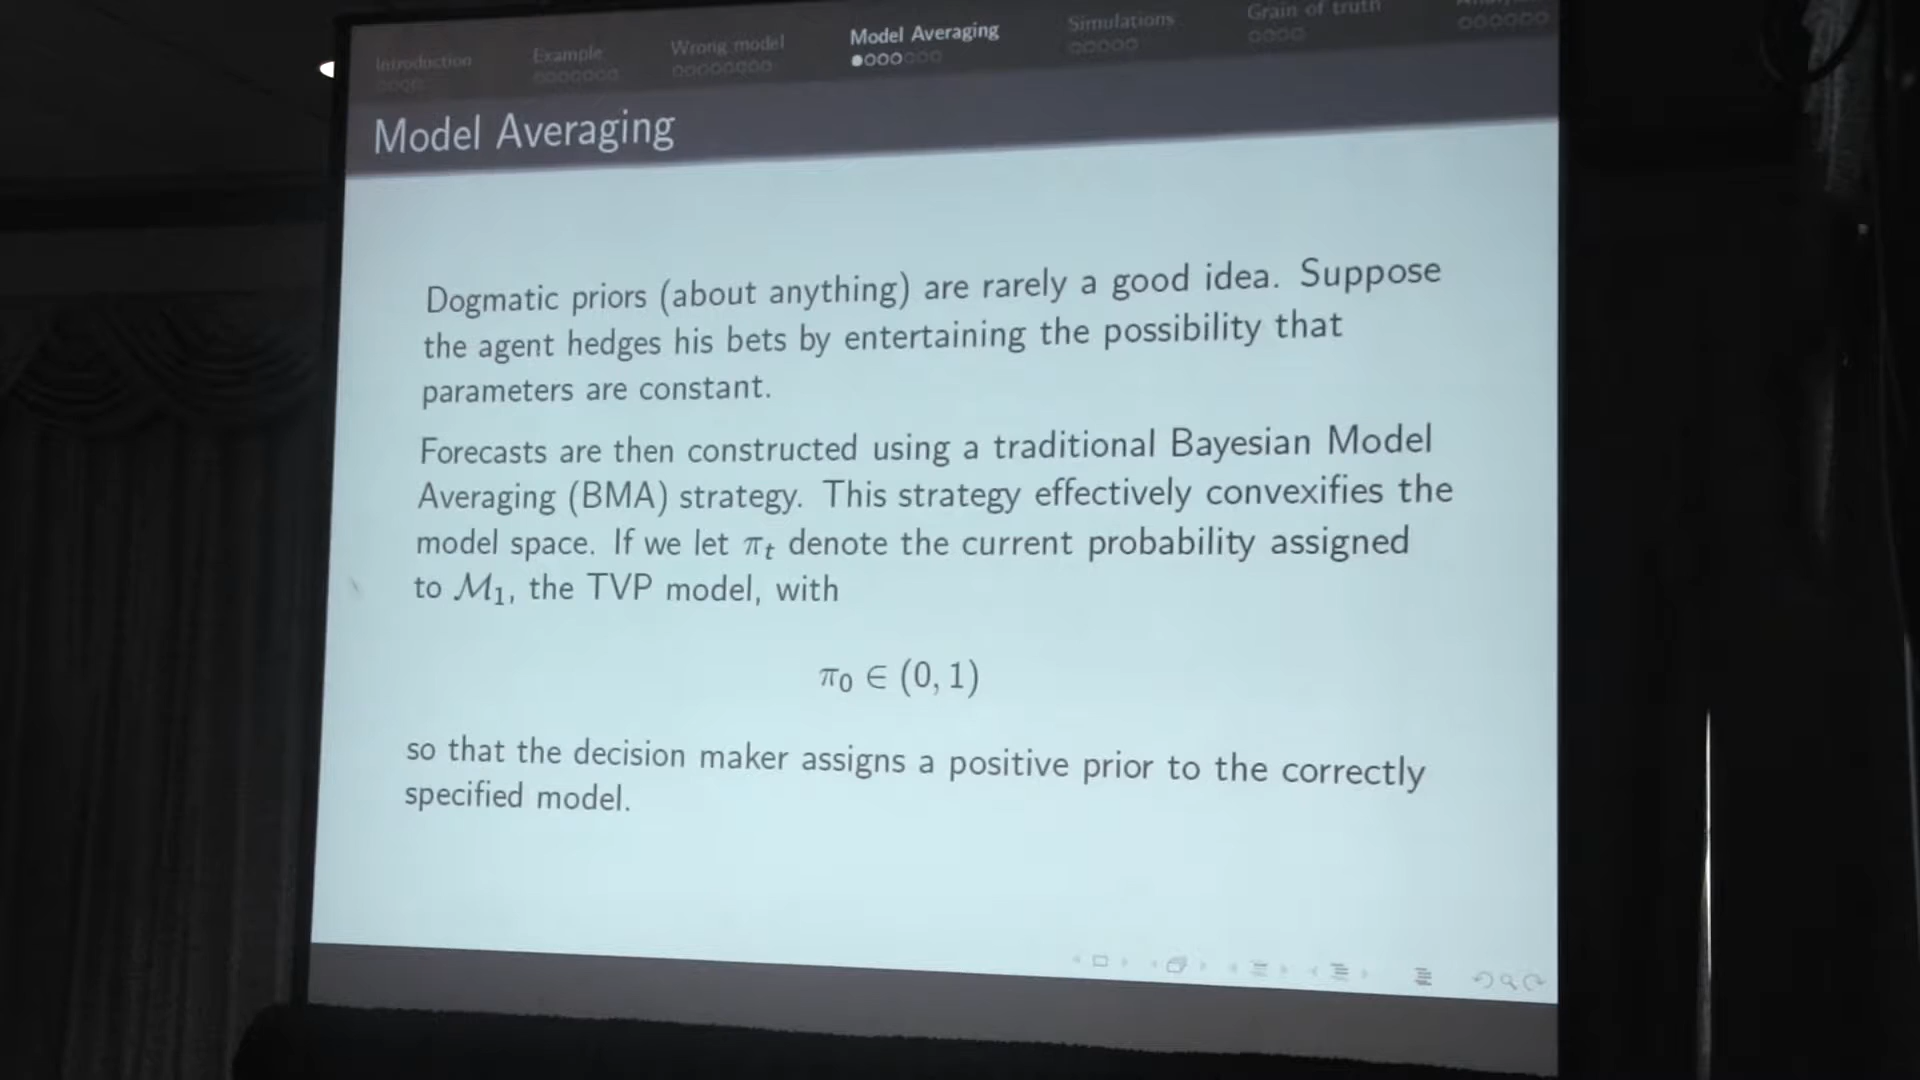 Introduction
Example
Wrong model
Model Averaging
Simulations
Grain of truth
Model Averaging
Dogmatic priors (about anything) are rarely a good idea. Suppose
the agent hedges his bets by entertaining the possibility that
parameters are constant.
Forecasts are then constructed using a traditional Bayesian Model
Averaging (BMA) strategy. This strategy effectively convexifies the
model space. If we let πt denote the current probability assigned
to M1, the TVP model, with
π0 ∈ (0, 1)
so that the decision maker assigns a positive prior to the correctly
specified model.